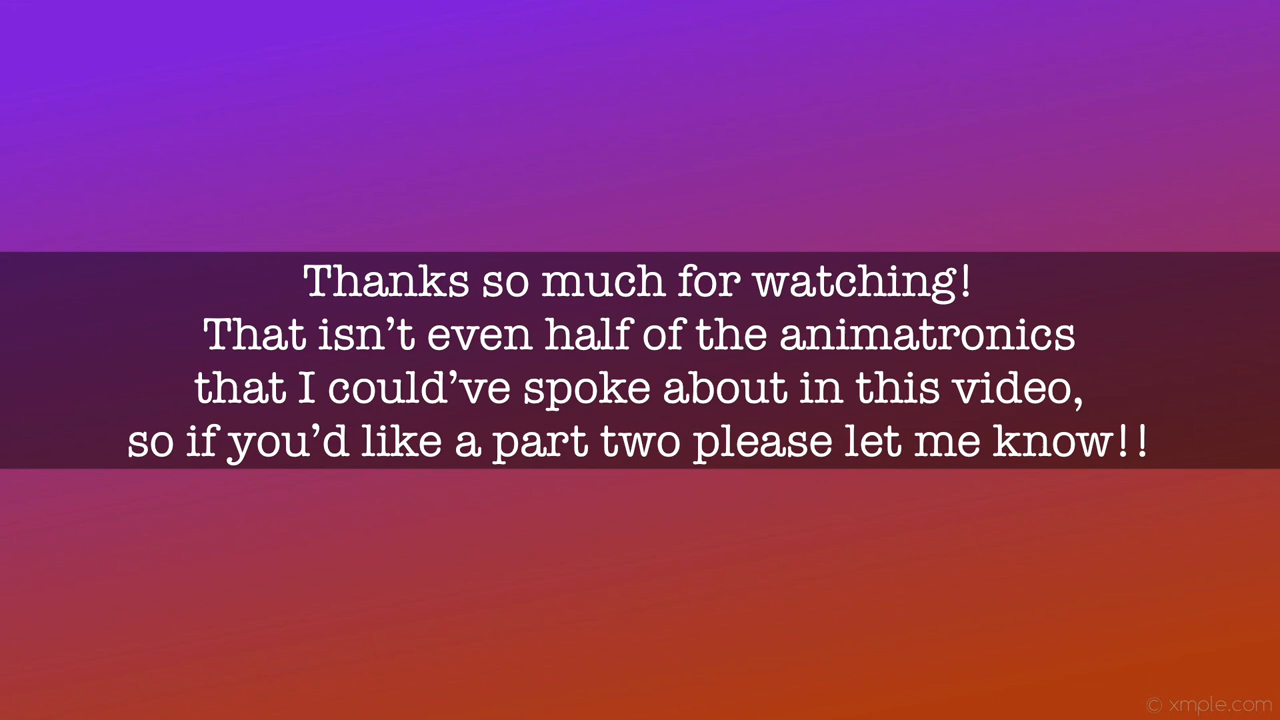 Thanks so much for watching!
That isn’t even half of the animatronics
that I could’ve spoke about in this video,
so if you’d like a part two please let me know!!
© xmple.com